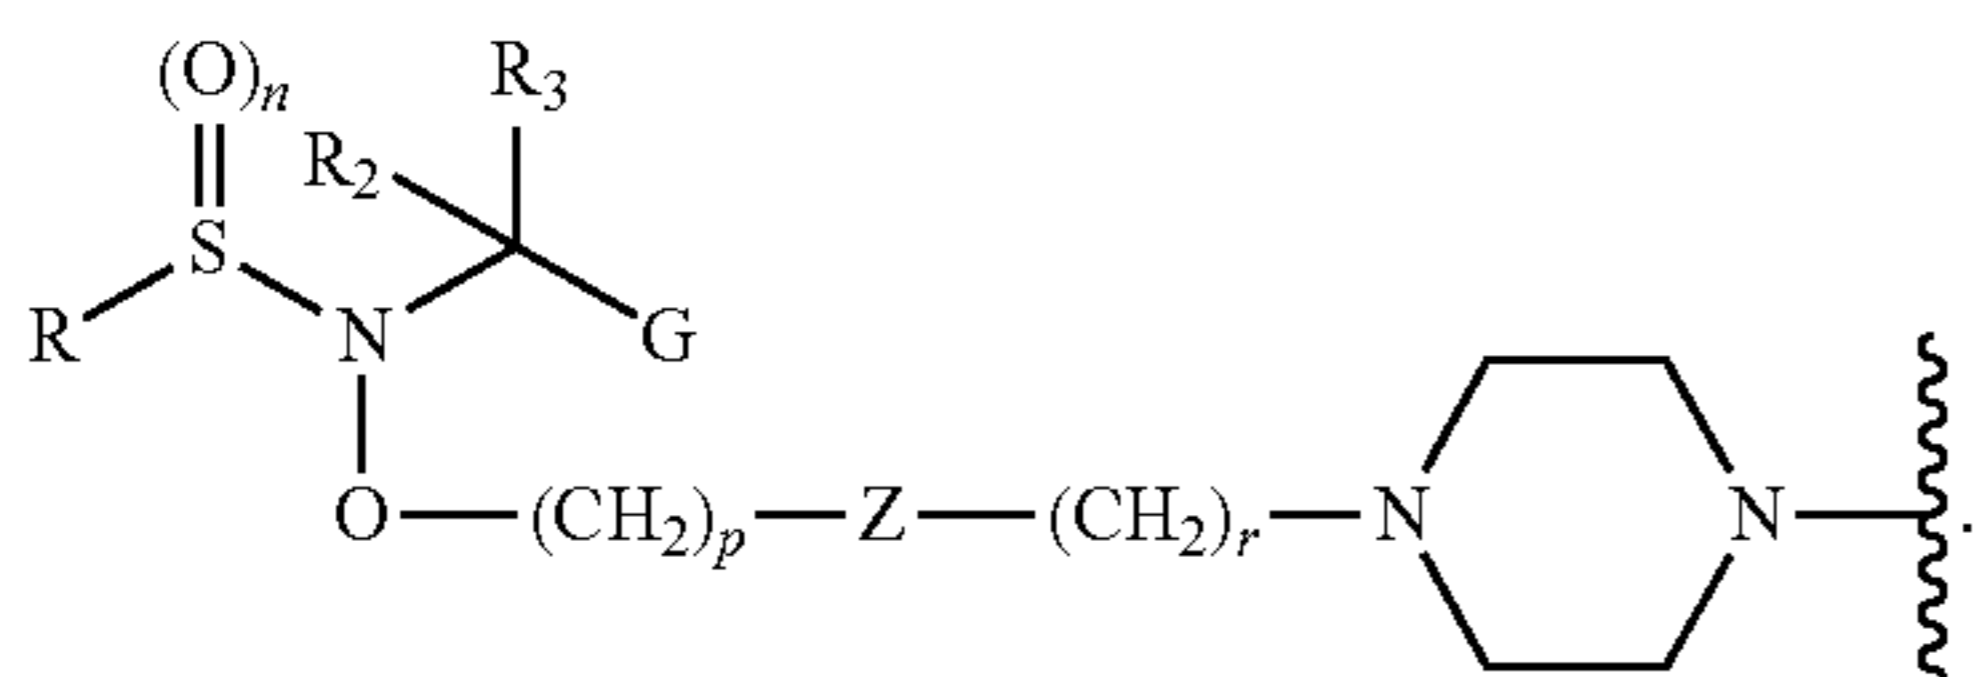 (O)n R3
R2
S
R N G
O (CH2)p Z (CH2)r N N .